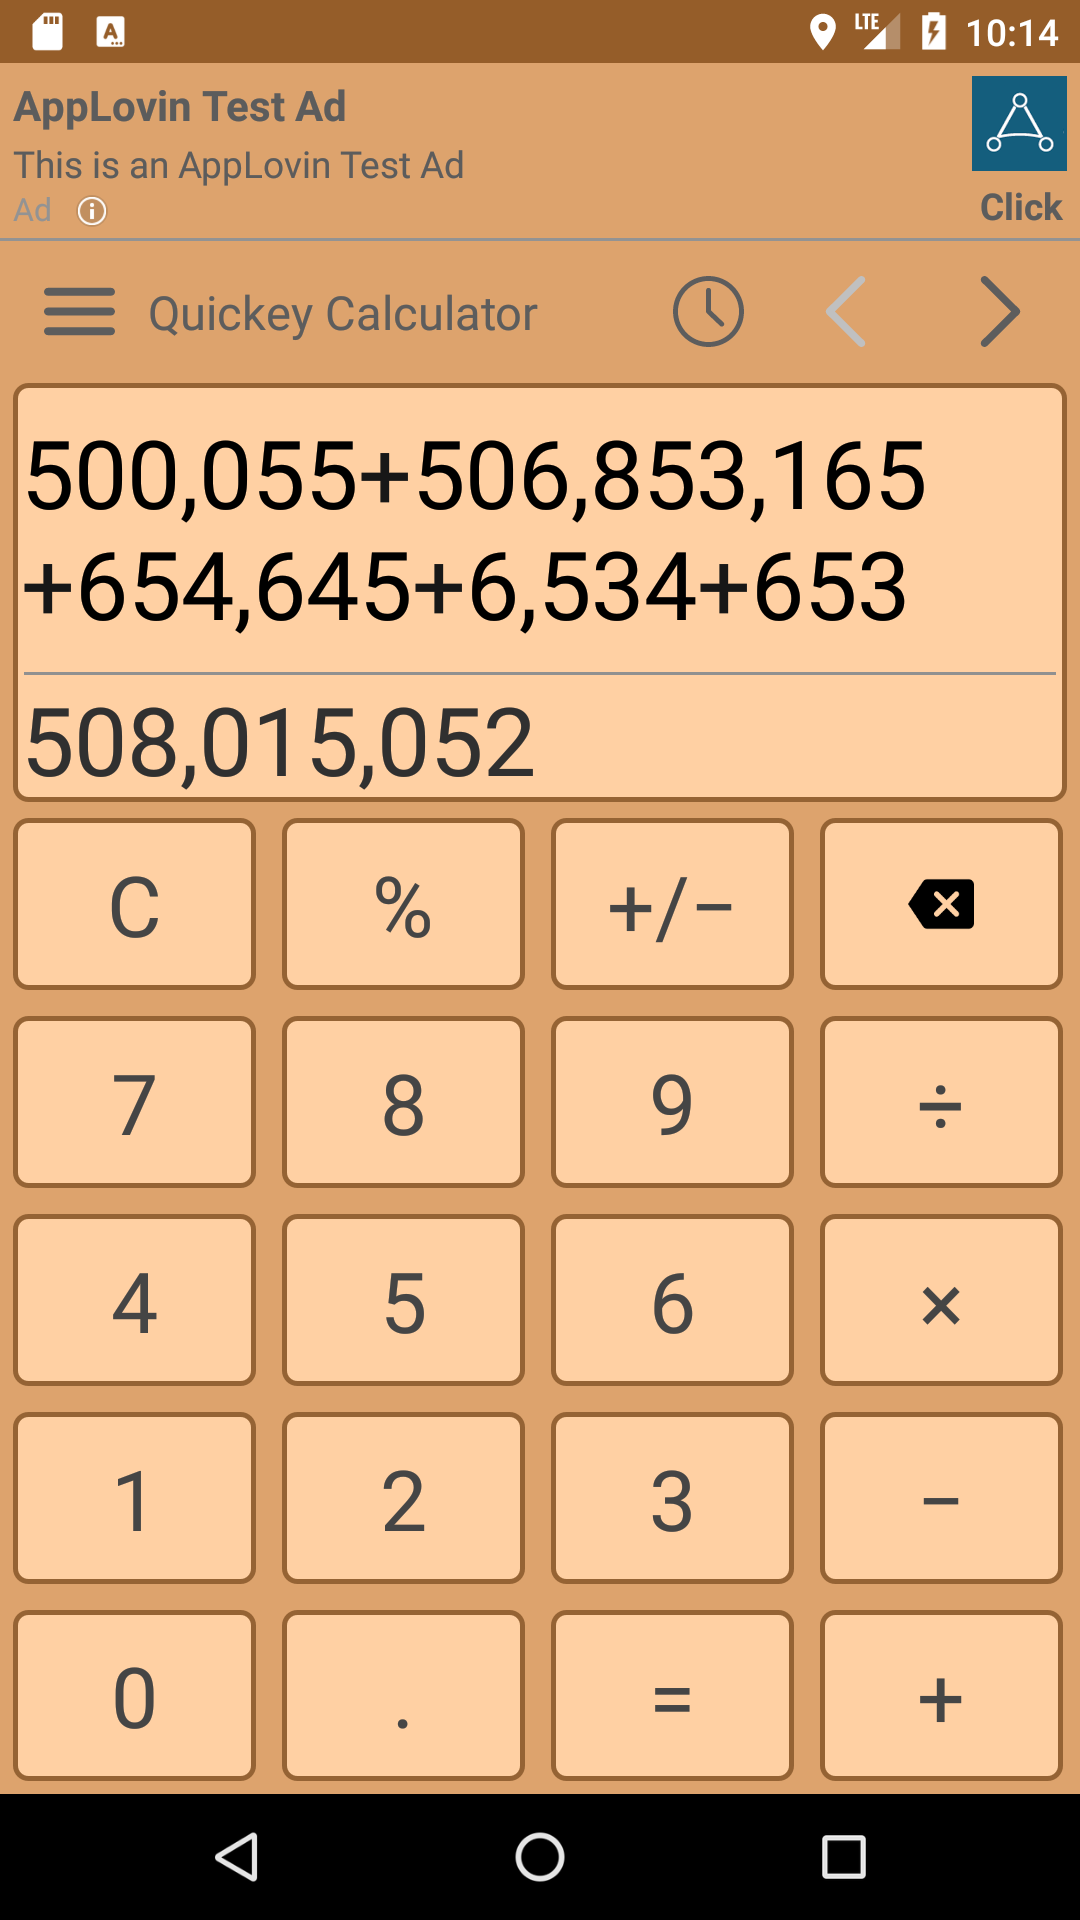 LTE 10:14
AppLovin Test Ad
This is an AppLovin Test Ad
Ad
Click
Quickey Calculator
500,055+506,853,165
+654,645+6,534+653
508,015,052
C % +/−
7 8 9 ÷
4 5 6 ×
1 2 3 −
0 . = +